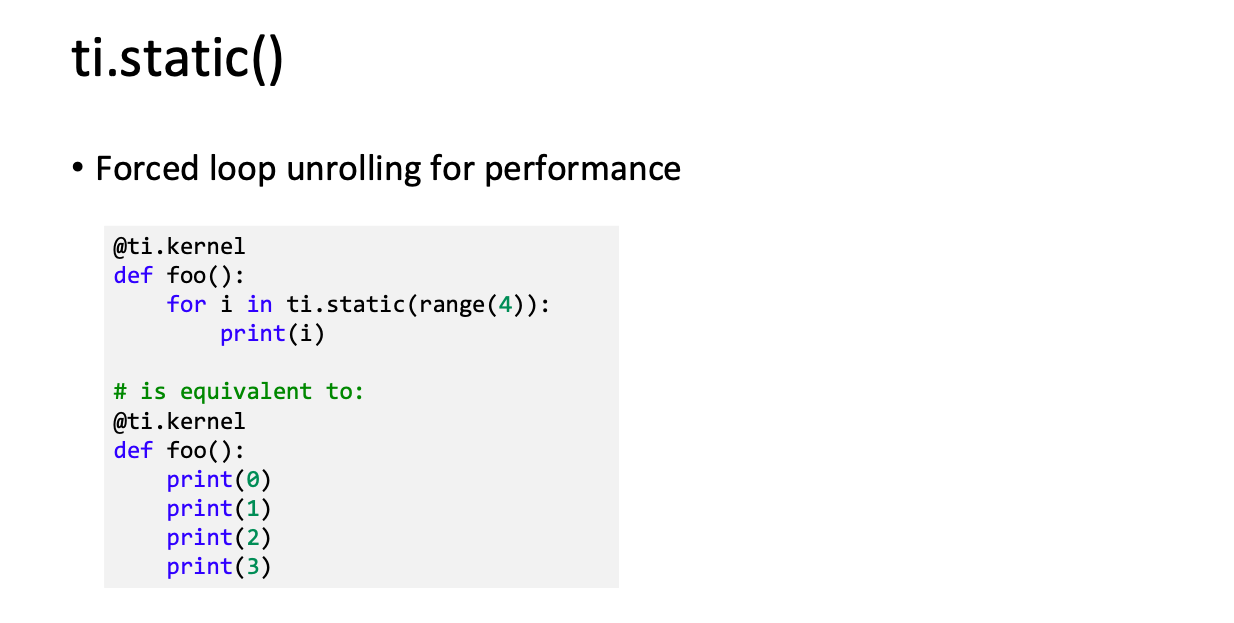 ti.static()
• Forced loop unrolling for performance
@ti.kernel
def foo():
    for i in ti.static(range(4)):
        print(i)
# is equivalent to:
@ti.kernel
def foo():
    print(0)
    print(1)
    print(2)
    print(3)